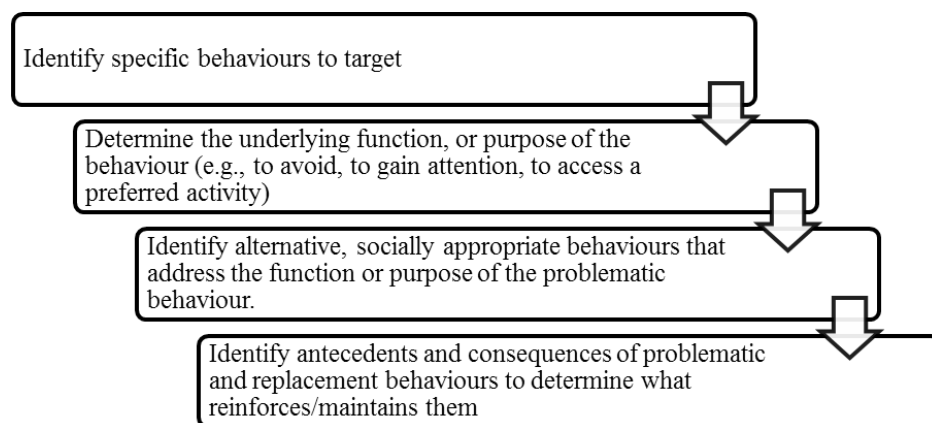 Identify specific behaviours to target
Determine the underlying function, or purpose of the
behaviour (e.g., to avoid, to gain attention, to access a
preferred activity)
Identify alternative, socially appropriate behaviours that
address the function or purpose of the problematic
behaviour.
Identify antecedents and consequences of problematic
and replacement behaviours to determine what
reinforces/maintains them